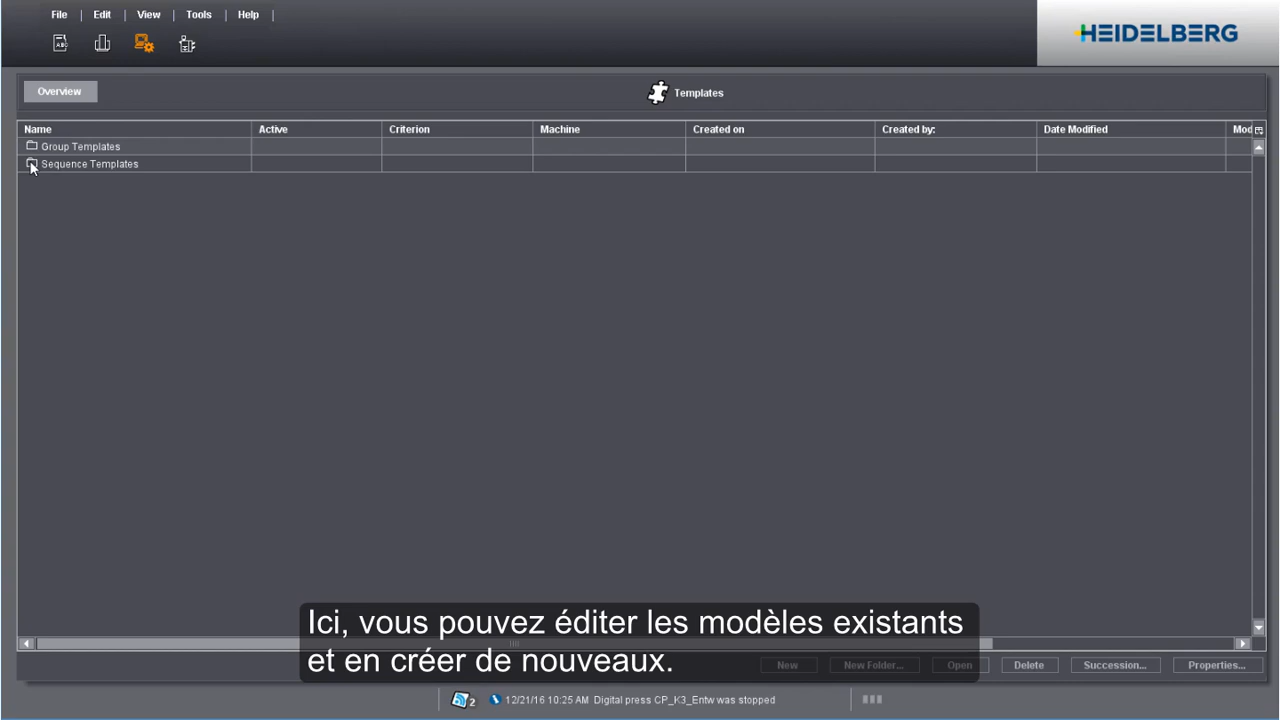 File | Edit | View | Tools | Help |
HEIDELBERG
Overview
Templates
Name Active Criterion Machine Created on Created by: Date Modified Mod
Group Templates
Sequence Templates
Ici, vous pouvez éditer les modèles existants
et en créer de nouveaux.
New New Folder... Open Delete Succession... Properties...
2 12/21/16 10:25 AM Digital press CP_K3_Entw was stopped